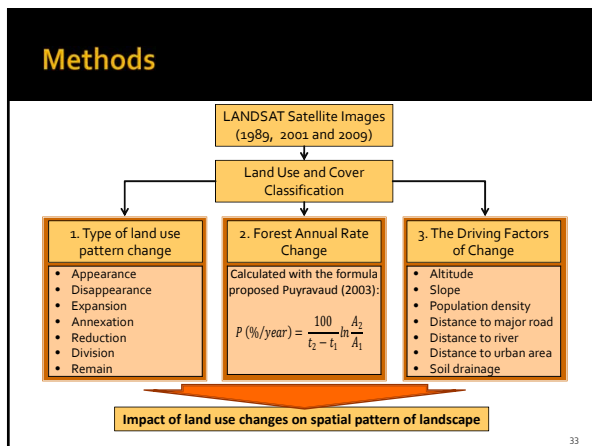 Methods
LANDSAT Satellite Images
(1989, 2001 and 2009)
Land Use and Cover
Classification
1. Type of land use
pattern change
• Appearance
• Disappearance
• Expansion
• Annexation
• Reduction
• Division
• Remain
2. Forest Annual Rate
Change
Calculated with the formula
proposed Puyravaud (2003):
P (%/year) = 100/(t₂ − t₁) ln A₂/A₁
3. The Driving Factors
of Change
• Altitude
• Slope
• Population density
• Distance to major road
• Distance to river
• Distance to urban area
• Soil drainage
Impact of land use changes on spatial pattern of landscape
33